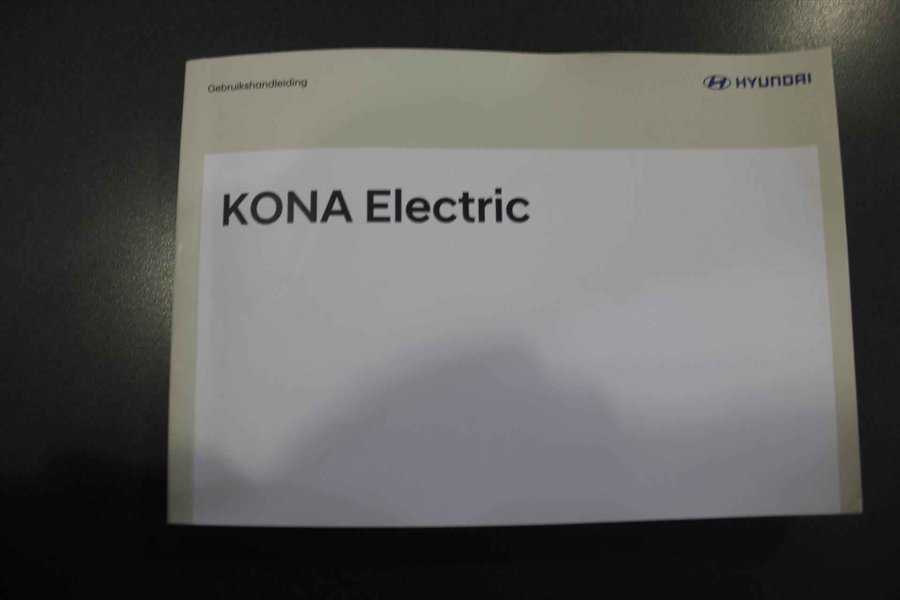 Gebruikshandleiding
HYUNDAI
KONA Electric